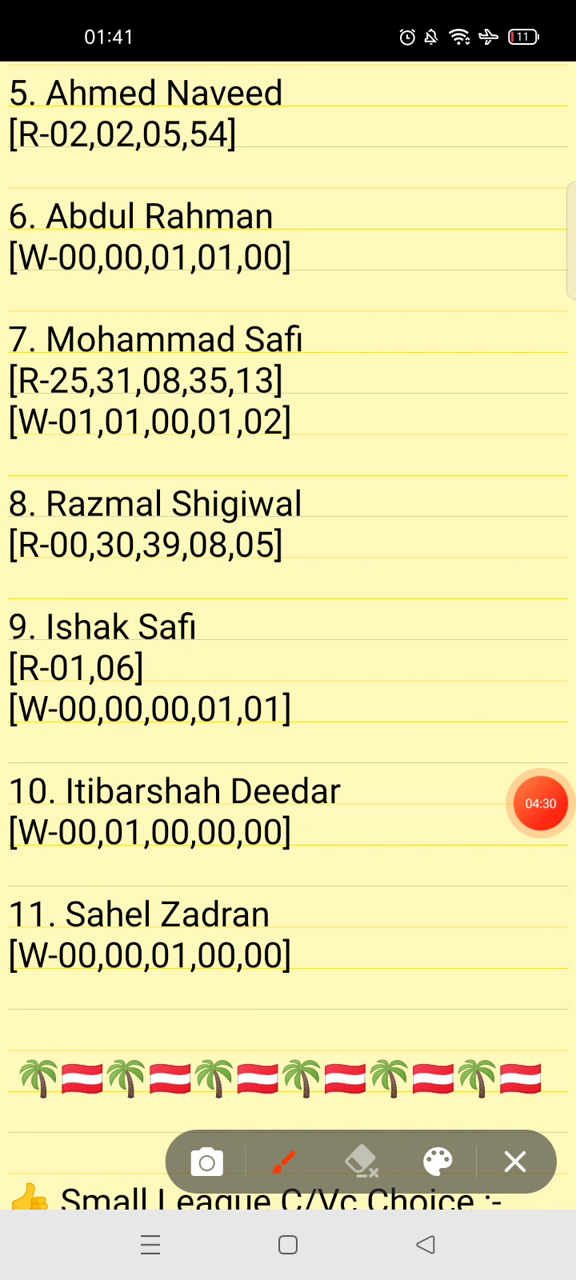 01:41
11
5. Ahmed Naveed
[R-02,02,05,54]
6. Abdul Rahman
[W-00,00,01,01,00]
7. Mohammad Safi
[R-25,31,08,35,13]
[W-01,01,00,01,02]
8. Razmal Shigiwal
[R-00,30,39,08,05]
9. Ishak Safi
[R-01,06]
[W-00,00,00,01,01]
10. Itibarshah Deedar
[W-00,01,00,00,00]
04:30
11. Sahel Zadran
[W-00,00,01,00,00]
👍 Small League C/Vc Choice :-